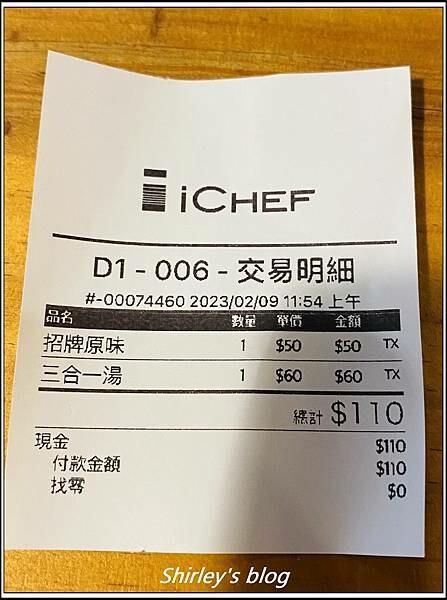 iCHEF
D1 - 006 - 交易明細
#-00074460 2023/02/09 11:54 上午
品名 數量 單價 金額
招牌原味 1 $50 $50 TX
三合一湯 1 $60 $60 TX
總計 $110
現金 $110
付款金額 $110
找零 $0
Shirley's blog